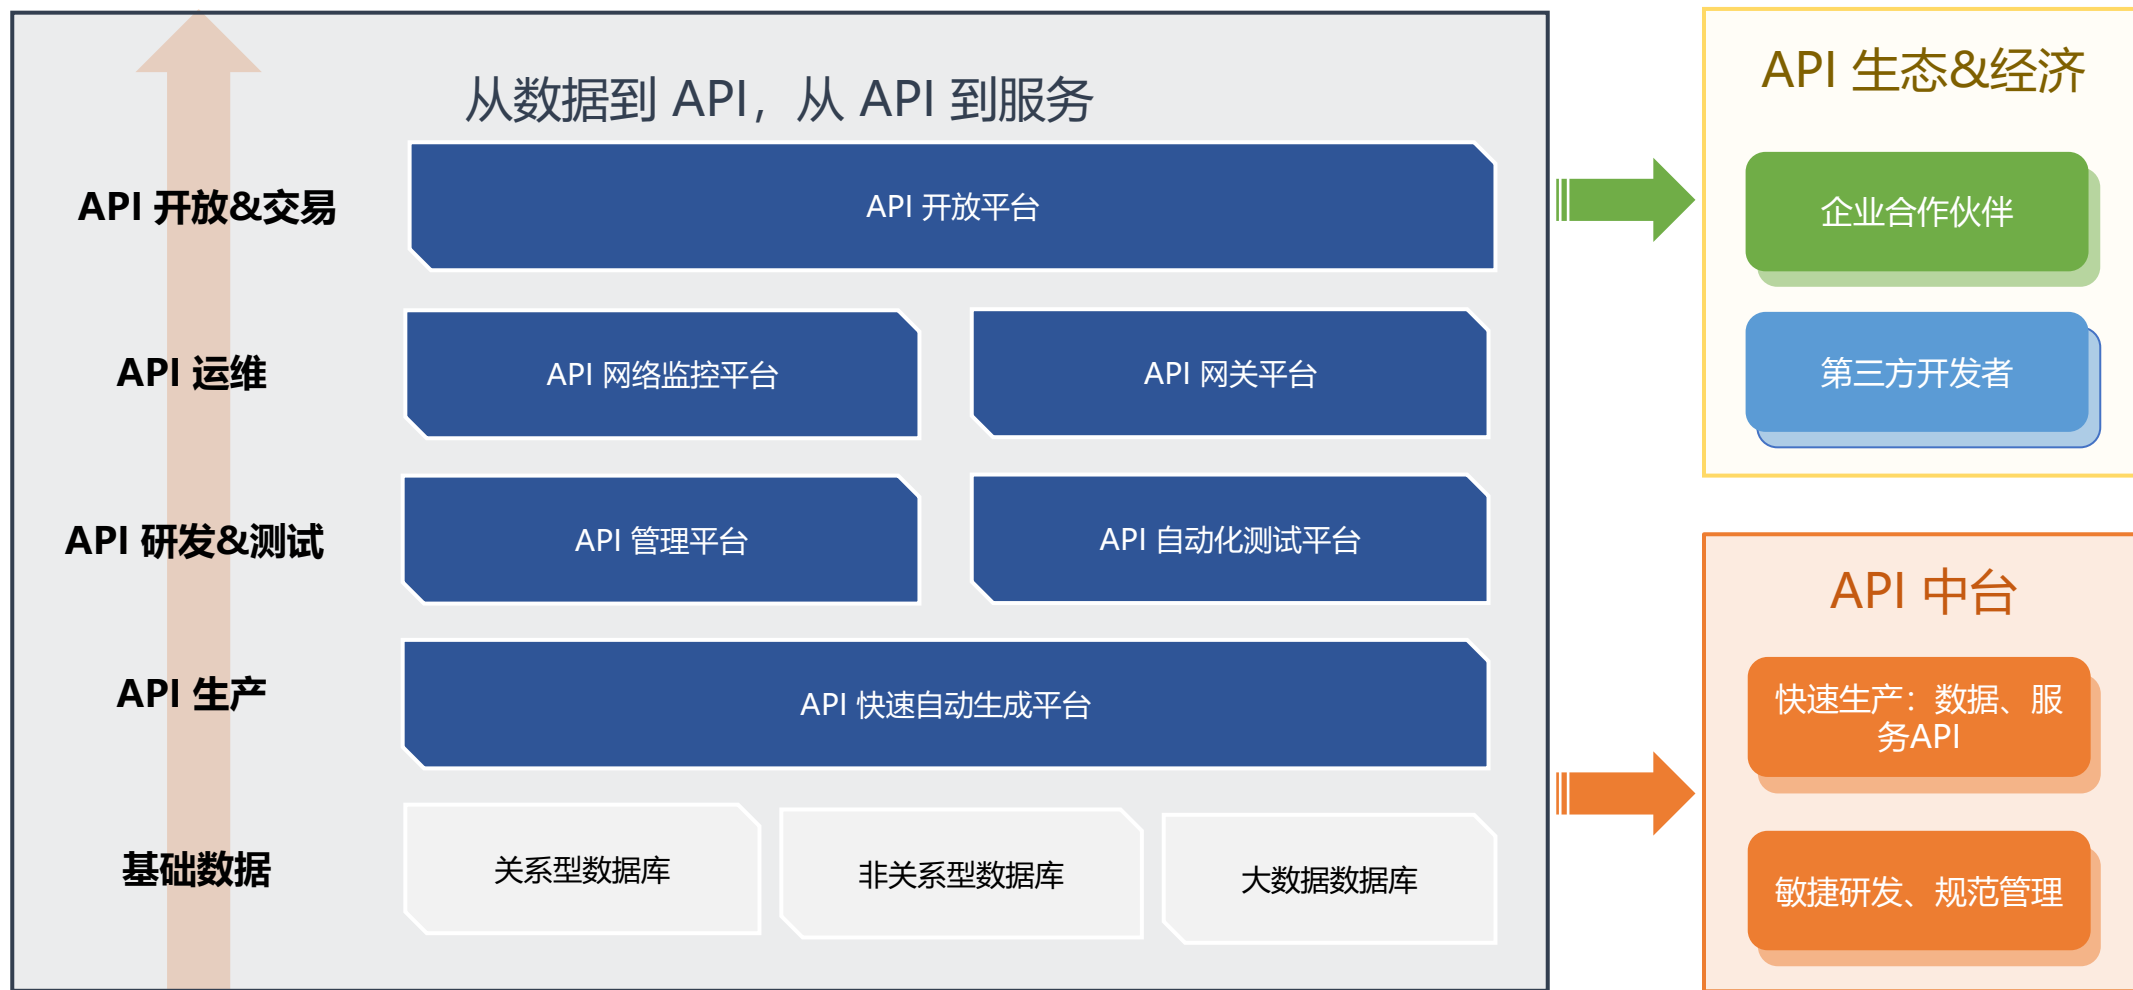 从数据到 API，从 API 到服务
API 开放&交易
API 开放平台
API 运维
API 网络监控平台
API 网关平台
API 研发&测试
API 管理平台
API 自动化测试平台
API 生产
API 快速自动生成平台
基础数据
关系型数据库
非关系型数据库
大数据数据库
API 生态&经济
企业合作伙伴
第三方开发者
API 中台
快速生产：数据、服
务API
敏捷研发、规范管理